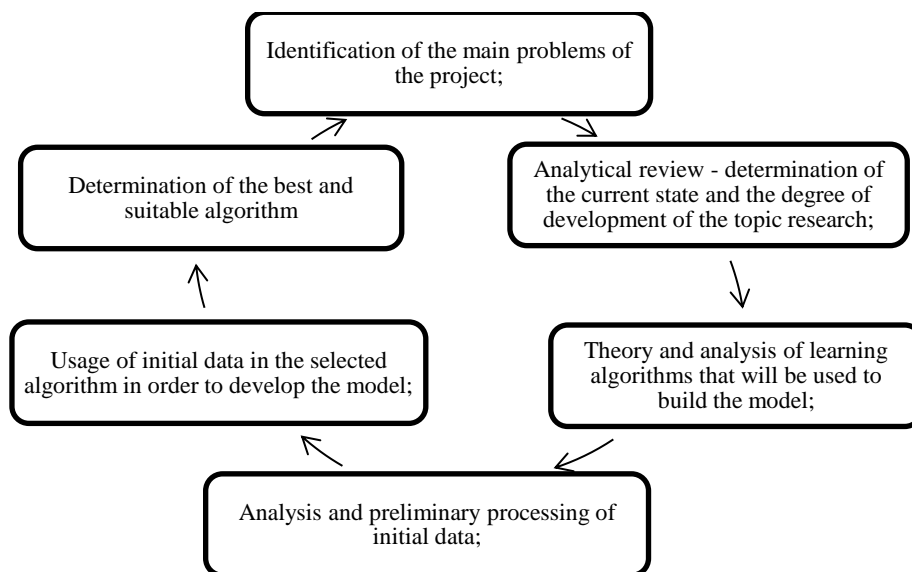 Identification of the main problems of
the project;
Analytical review - determination of
the current state and the degree of
development of the topic research;
Theory and analysis of learning
algorithms that will be used to
build the model;
Analysis and preliminary processing of
initial data;
Usage of initial data in the selected
algorithm in order to develop the model;
Determination of the best and
suitable algorithm